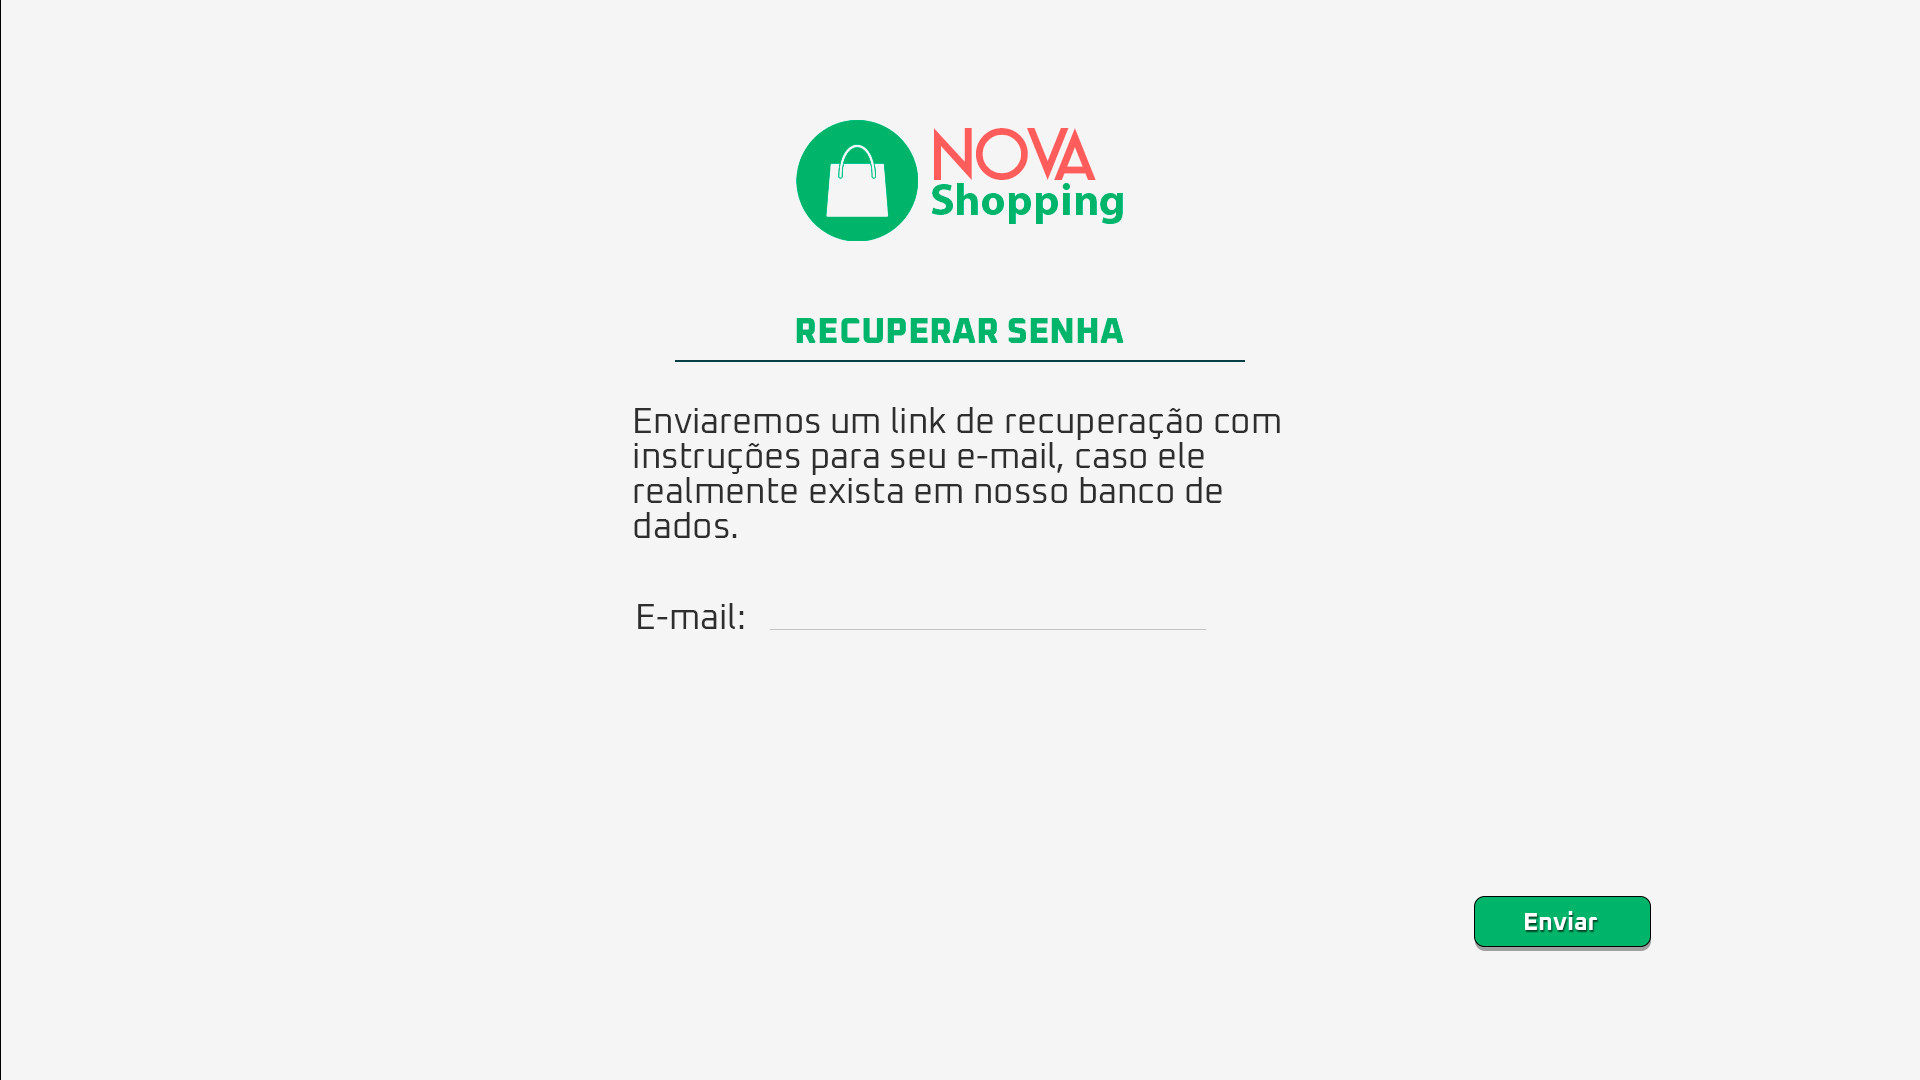 NOVA
Shopping
RECUPERAR SENHA
Enviaremos um link de recuperação com
instruções para seu e-mail, caso ele
realmente exista em nosso banco de
dados.
E-mail:
Enviar